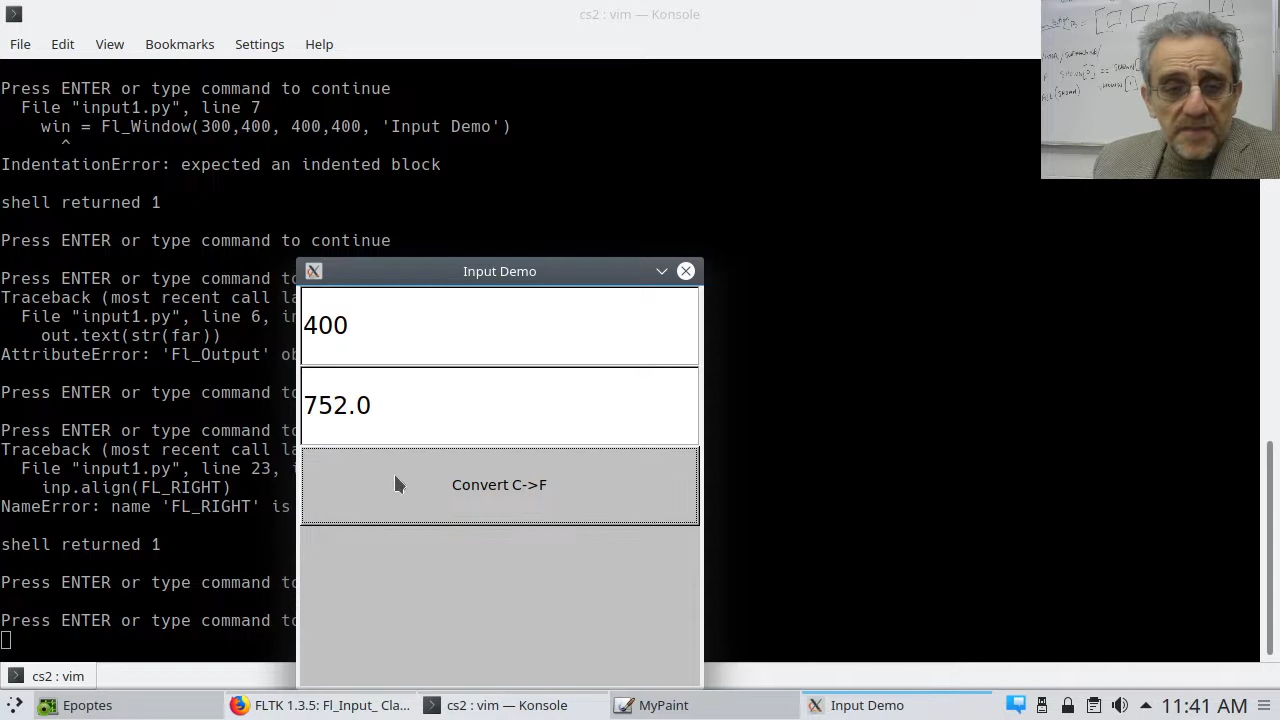 cs2 : vim — Konsole
File Edit View Bookmarks Settings Help
Press ENTER or type command to continue
File "input1.py", line 7
win = Fl_Window(300,400, 400,400, 'Input Demo')
^
IndentationError: expected an indented block
shell returned 1
Press ENTER or type command to continue
Press ENTER or type command to
Traceback (most recent call
File "input1.py", line 6,
out.text(str(far))
AttributeError: 'Fl_Output'
Press ENTER or type command to
Press ENTER or type command to
Traceback (most recent call
File "input1.py", line 23,
inp.align(FL_RIGHT)
NameError: name 'FL_RIGHT' is
shell returned 1
Press ENTER or type command to
Press ENTER or type command to
Input Demo
400
752.0
Convert C->F
cs2 : vim
Epoptes
FLTK 1.3.5: Fl_Input_ Cla...
cs2 : vim — Konsole
MyPaint
Input Demo
11:41 AM